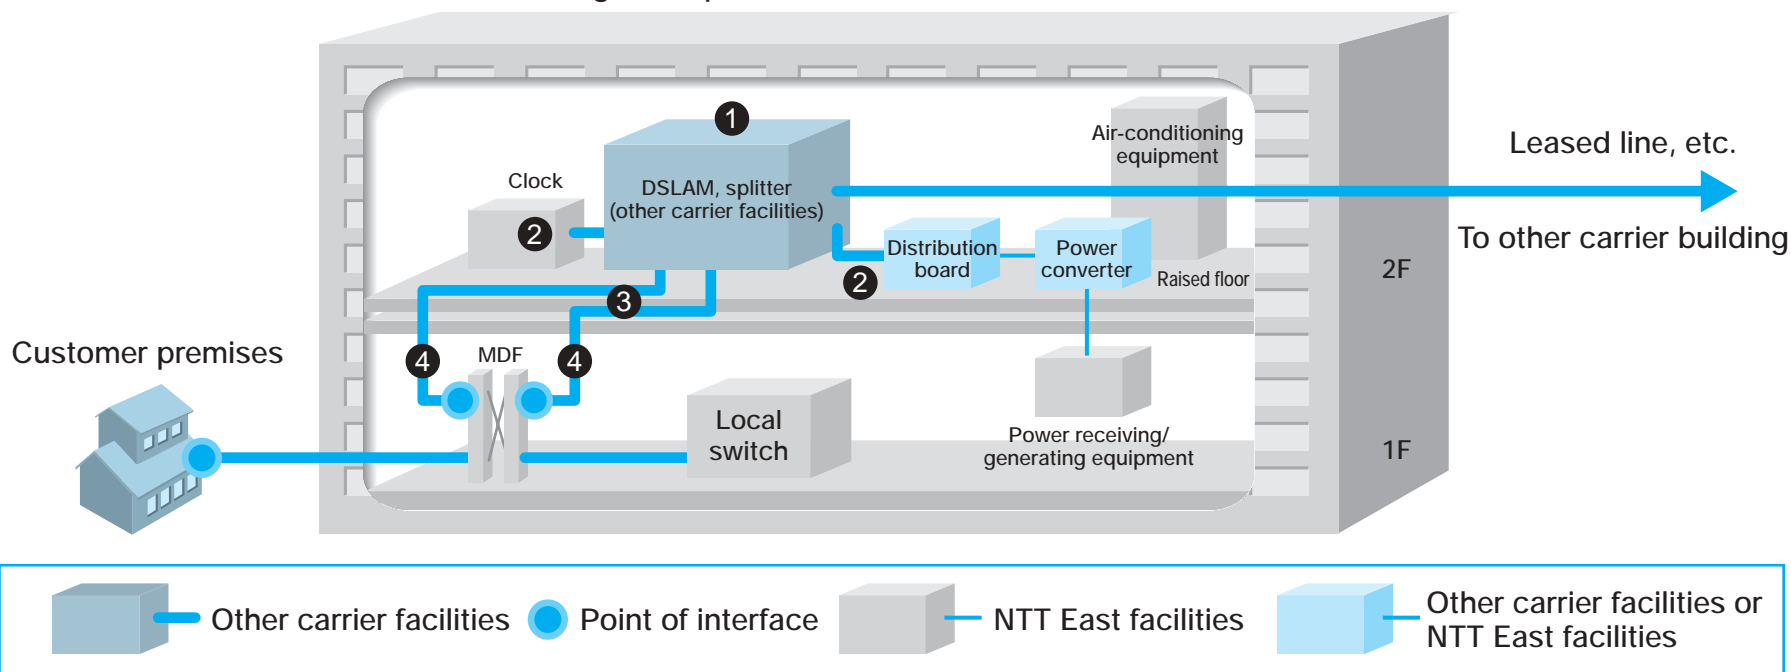 1
Air-conditioning
equipment
Leased line, etc.
Clock
DSLAM, splitter
(other carrier facilities)
2
Distribution
board
Power
converter
To other carrier building
2
Raised floor
2F
3
Customer premises
4
MDF
4
Local
switch
Power receiving/
generating equipment
1F
Other carrier facilities
Point of interface
NTT East facilities
Other carrier facilities or
NTT East facilities